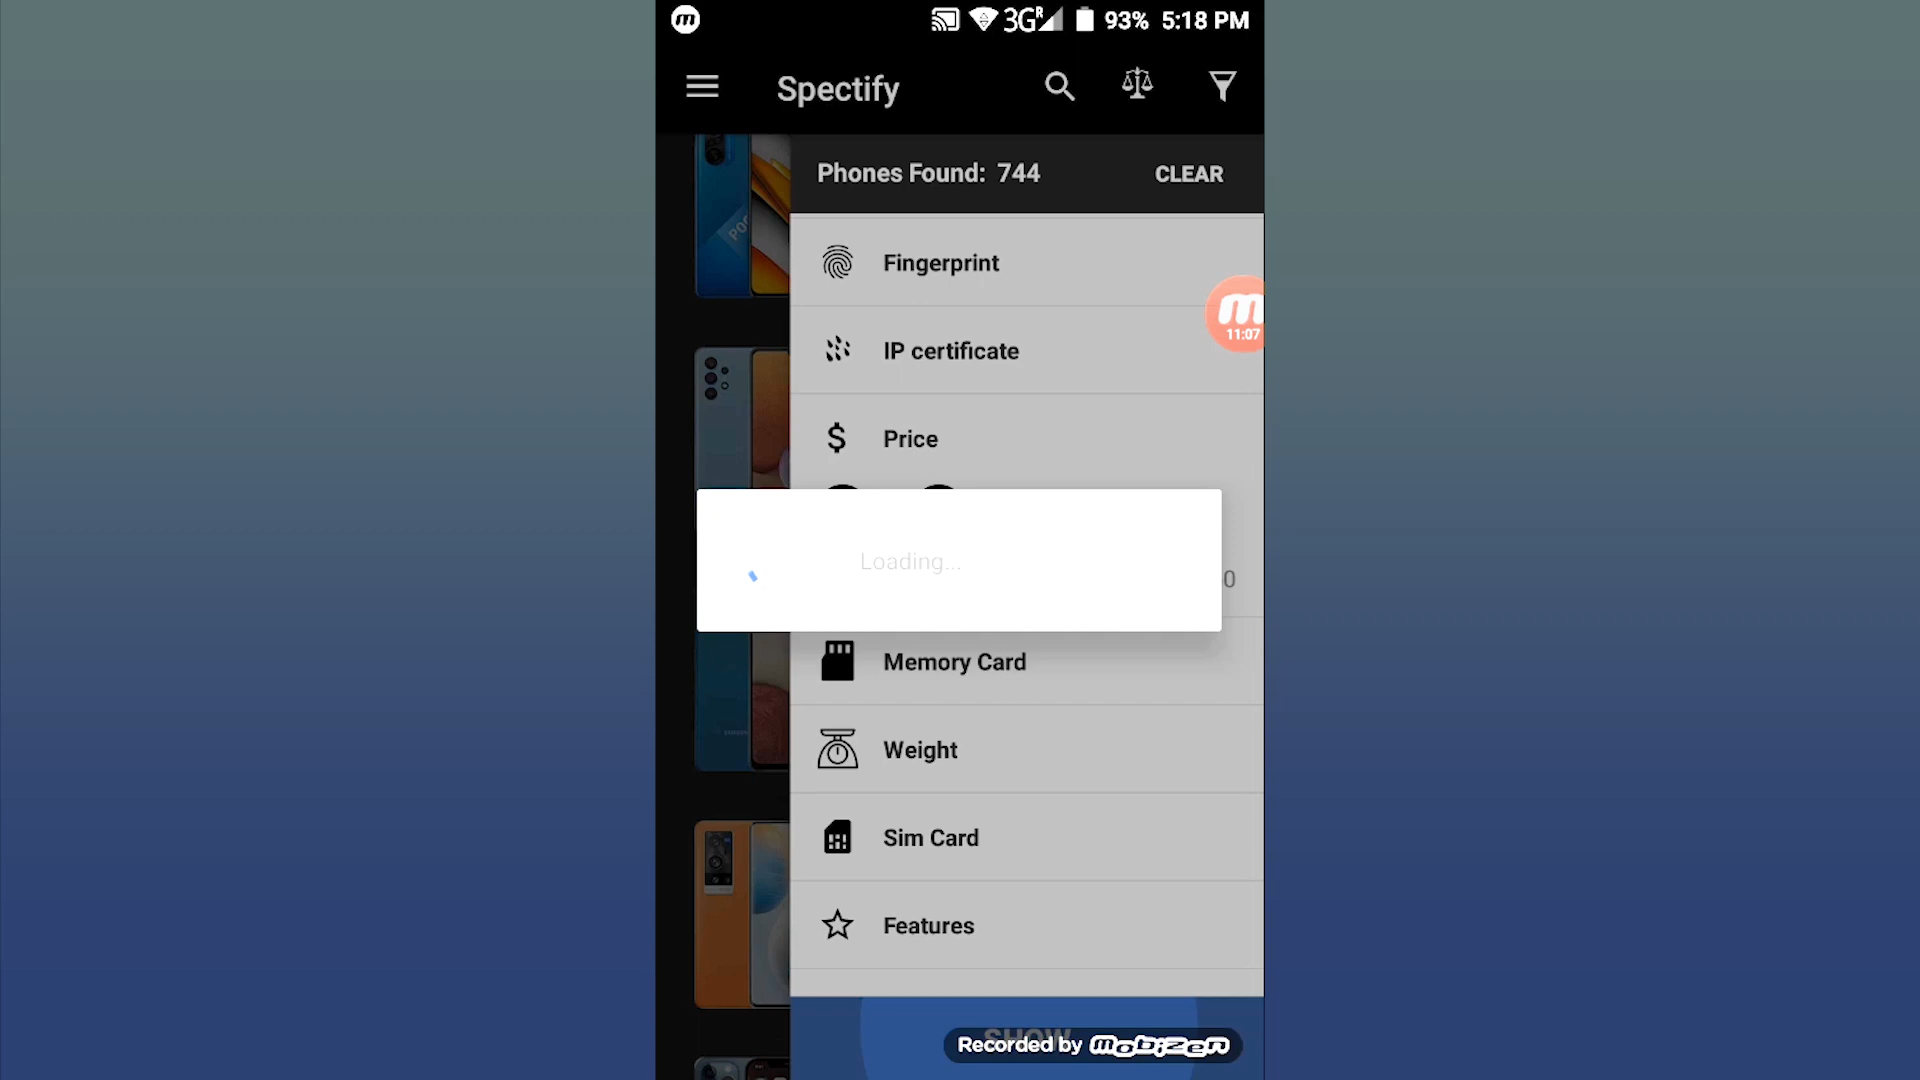 3G R 93% 5:18 PM
Spectify
Phones Found: 744 CLEAR
Fingerprint
IP certificate
11:07
Price
Loading...
0
Memory Card
Weight
Sim Card
Features
SHOW
Recorded by mobizen